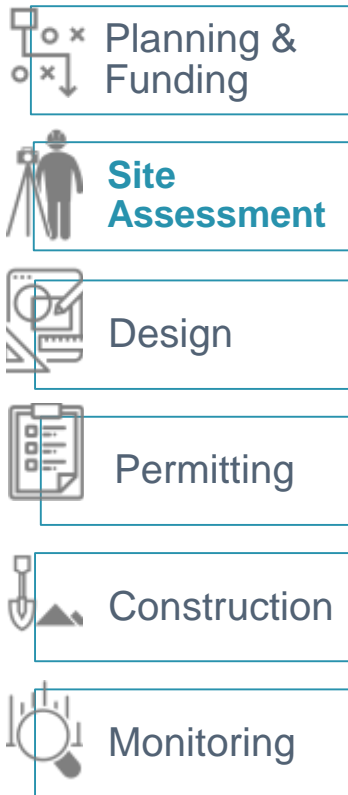 Planning &
Funding
Site
Assessment
Design
Permitting
Construction
Monitoring